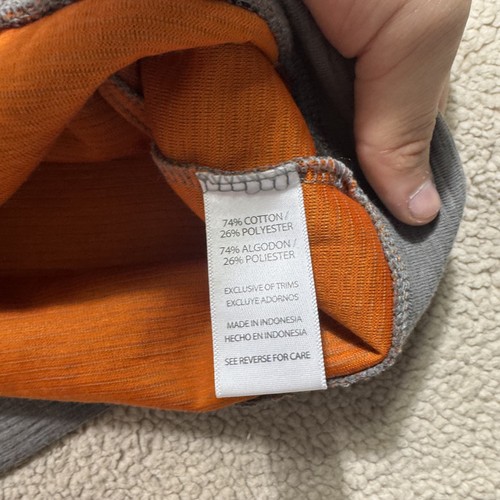 74% COTTON /
26% POLYESTER
74% ALGODON /
26% POLIESTER
EXCLUSIVE OF TRIMS
EXCLUYE ADORNOS
MADE IN INDONESIA
HECHO EN INDONESIA
SEE REVERSE FOR CARE